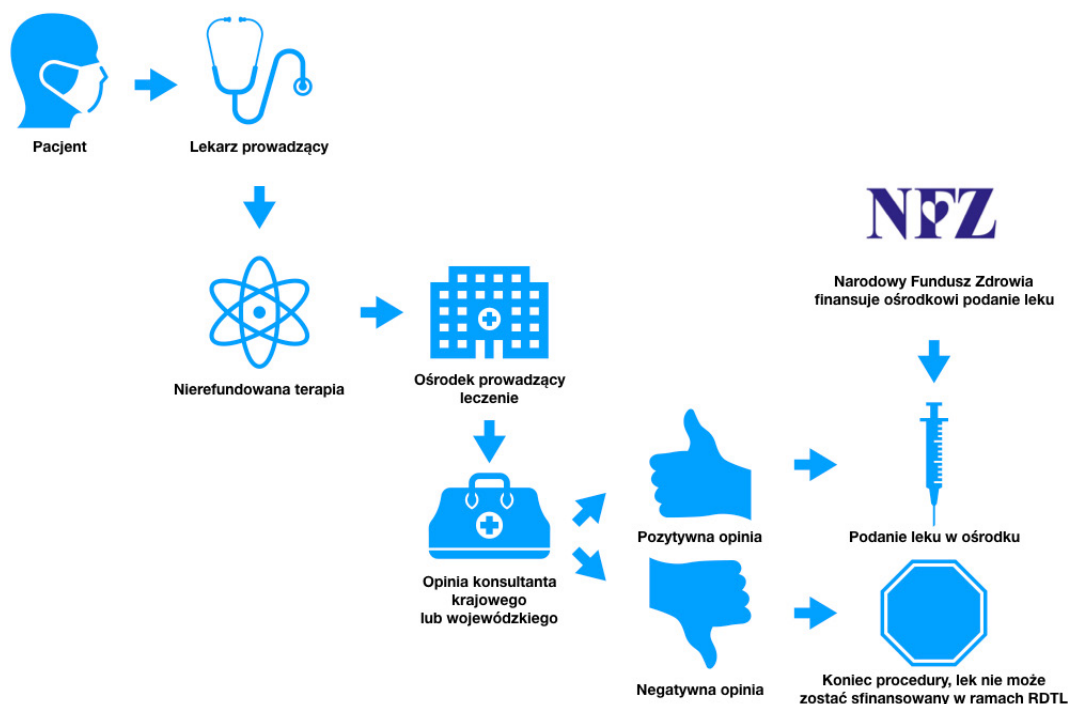 Pacjent
Lekarz prowadzący
NFZ
Narodowy Fundusz Zdrowia
finansuje ośrodkowi podanie leku
Nierefundowana terapia
Ośrodek prowadzący
leczenie
Opinia konsultanta
krajowego
lub wojewódzkiego
Pozytywna opinia
Podanie leku w ośrodku
Negatywna opinia
Koniec procedury, lek nie może
zostać sfinansowany w ramach RDTL